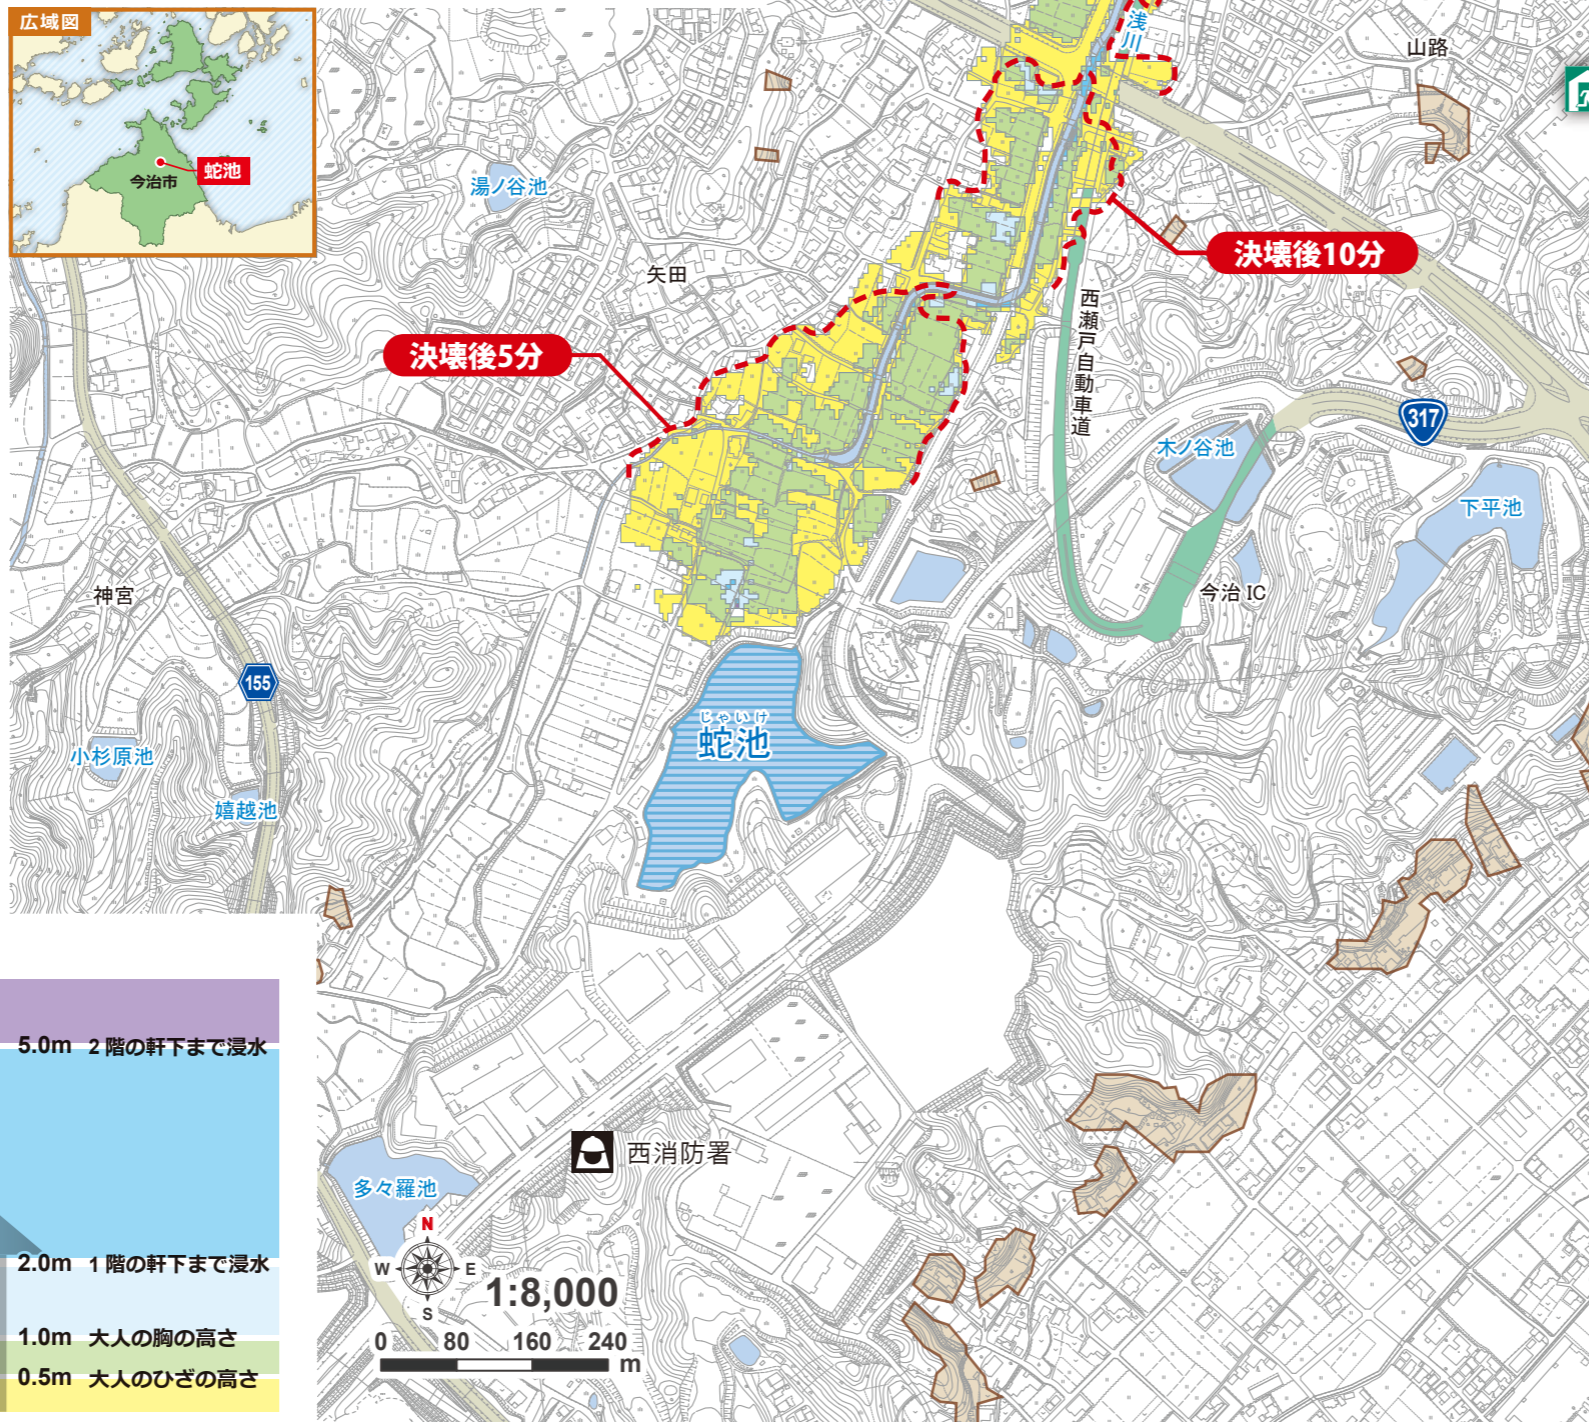 広域図
今治市
蛇池
浅川
山路
湯ノ谷池
矢田
決壊後10分
決壊後5分
西瀬戸自動車道
317
木ノ谷池
下平池
今治 IC
神宮
155
小杉原池
嬉越池
じゃいけ
蛇池
5.0m 2階の軒下まで浸水
2.0m 1階の軒下まで浸水
1.0m 大人の胸の高さ
0.5m 大人のひざの高さ
西消防署
多々羅池
N
W E
S
1:8,000
0 80 160 240
m